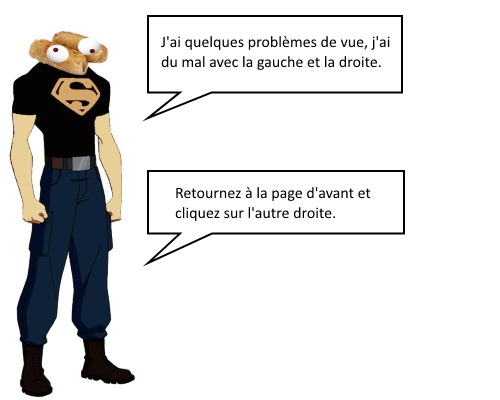 J'ai quelques problèmes de vue, j'ai
du mal avec la gauche et la droite.
Retournez à la page d'avant et
cliquez sur l'autre droite.